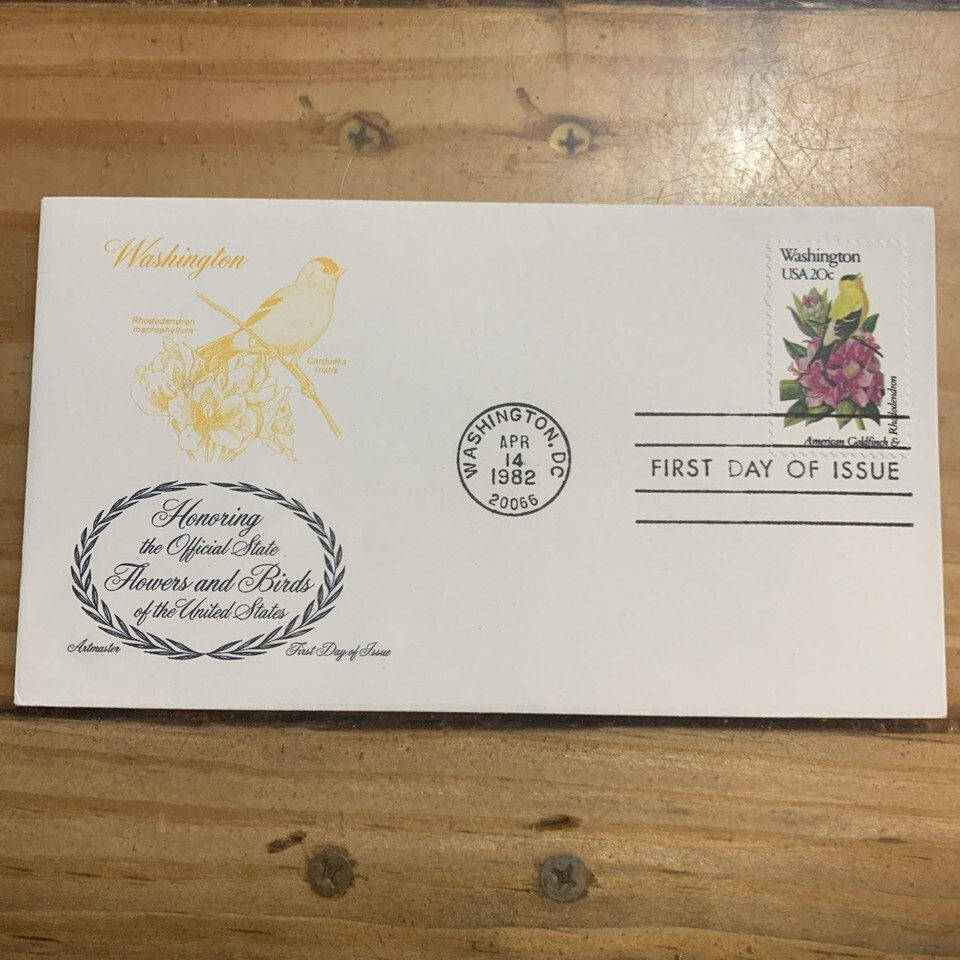 Washington
Rhododendron
macrophyllum
Carduelis
tristis
Honoring
the Official State
Flowers and Birds
of the United States
Artmaster
First Day of Issue
WASHINGTON, DC
APR
14
1982
20066
Washington
USA 20c
American Goldfinch &
Rhododendron
FIRST DAY OF ISSUE